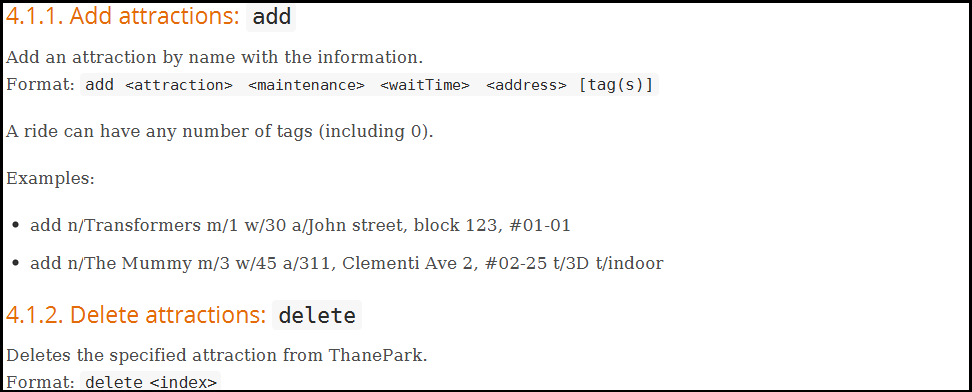 4.1.1. Add attractions: add
Add an attraction by name with the information.
Format: add <attraction> <maintenance> <waitTime> <address> [tag(s)]
A ride can have any number of tags (including 0).
Examples:
• add n/Transformers m/1 w/30 a/John street, block 123, #01-01
• add n/The Mummy m/3 w/45 a/311, Clementi Ave 2, #02-25 t/3D t/indoor
4.1.2. Delete attractions: delete
Deletes the specified attraction from ThanePark.
Format: delete <index>